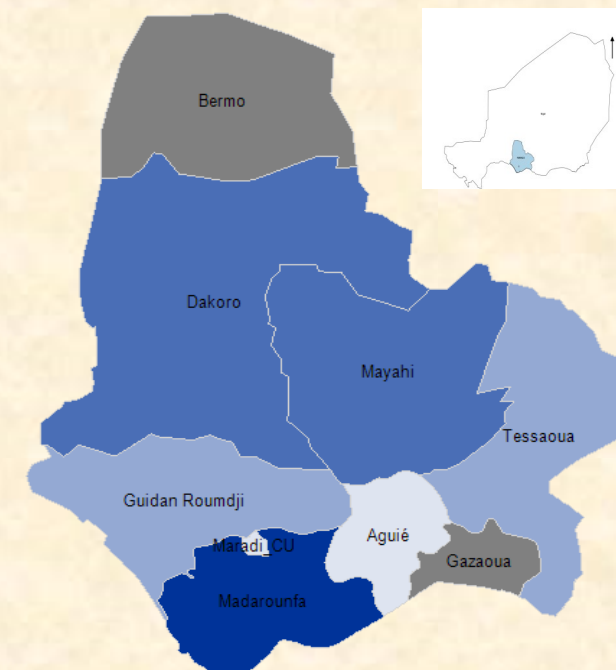 Bermo
Dakoro
Mayahi
Tessaoua
Guidan Roumdji
Aguié
Maradi_CU
Gazaoua
Madarounfa